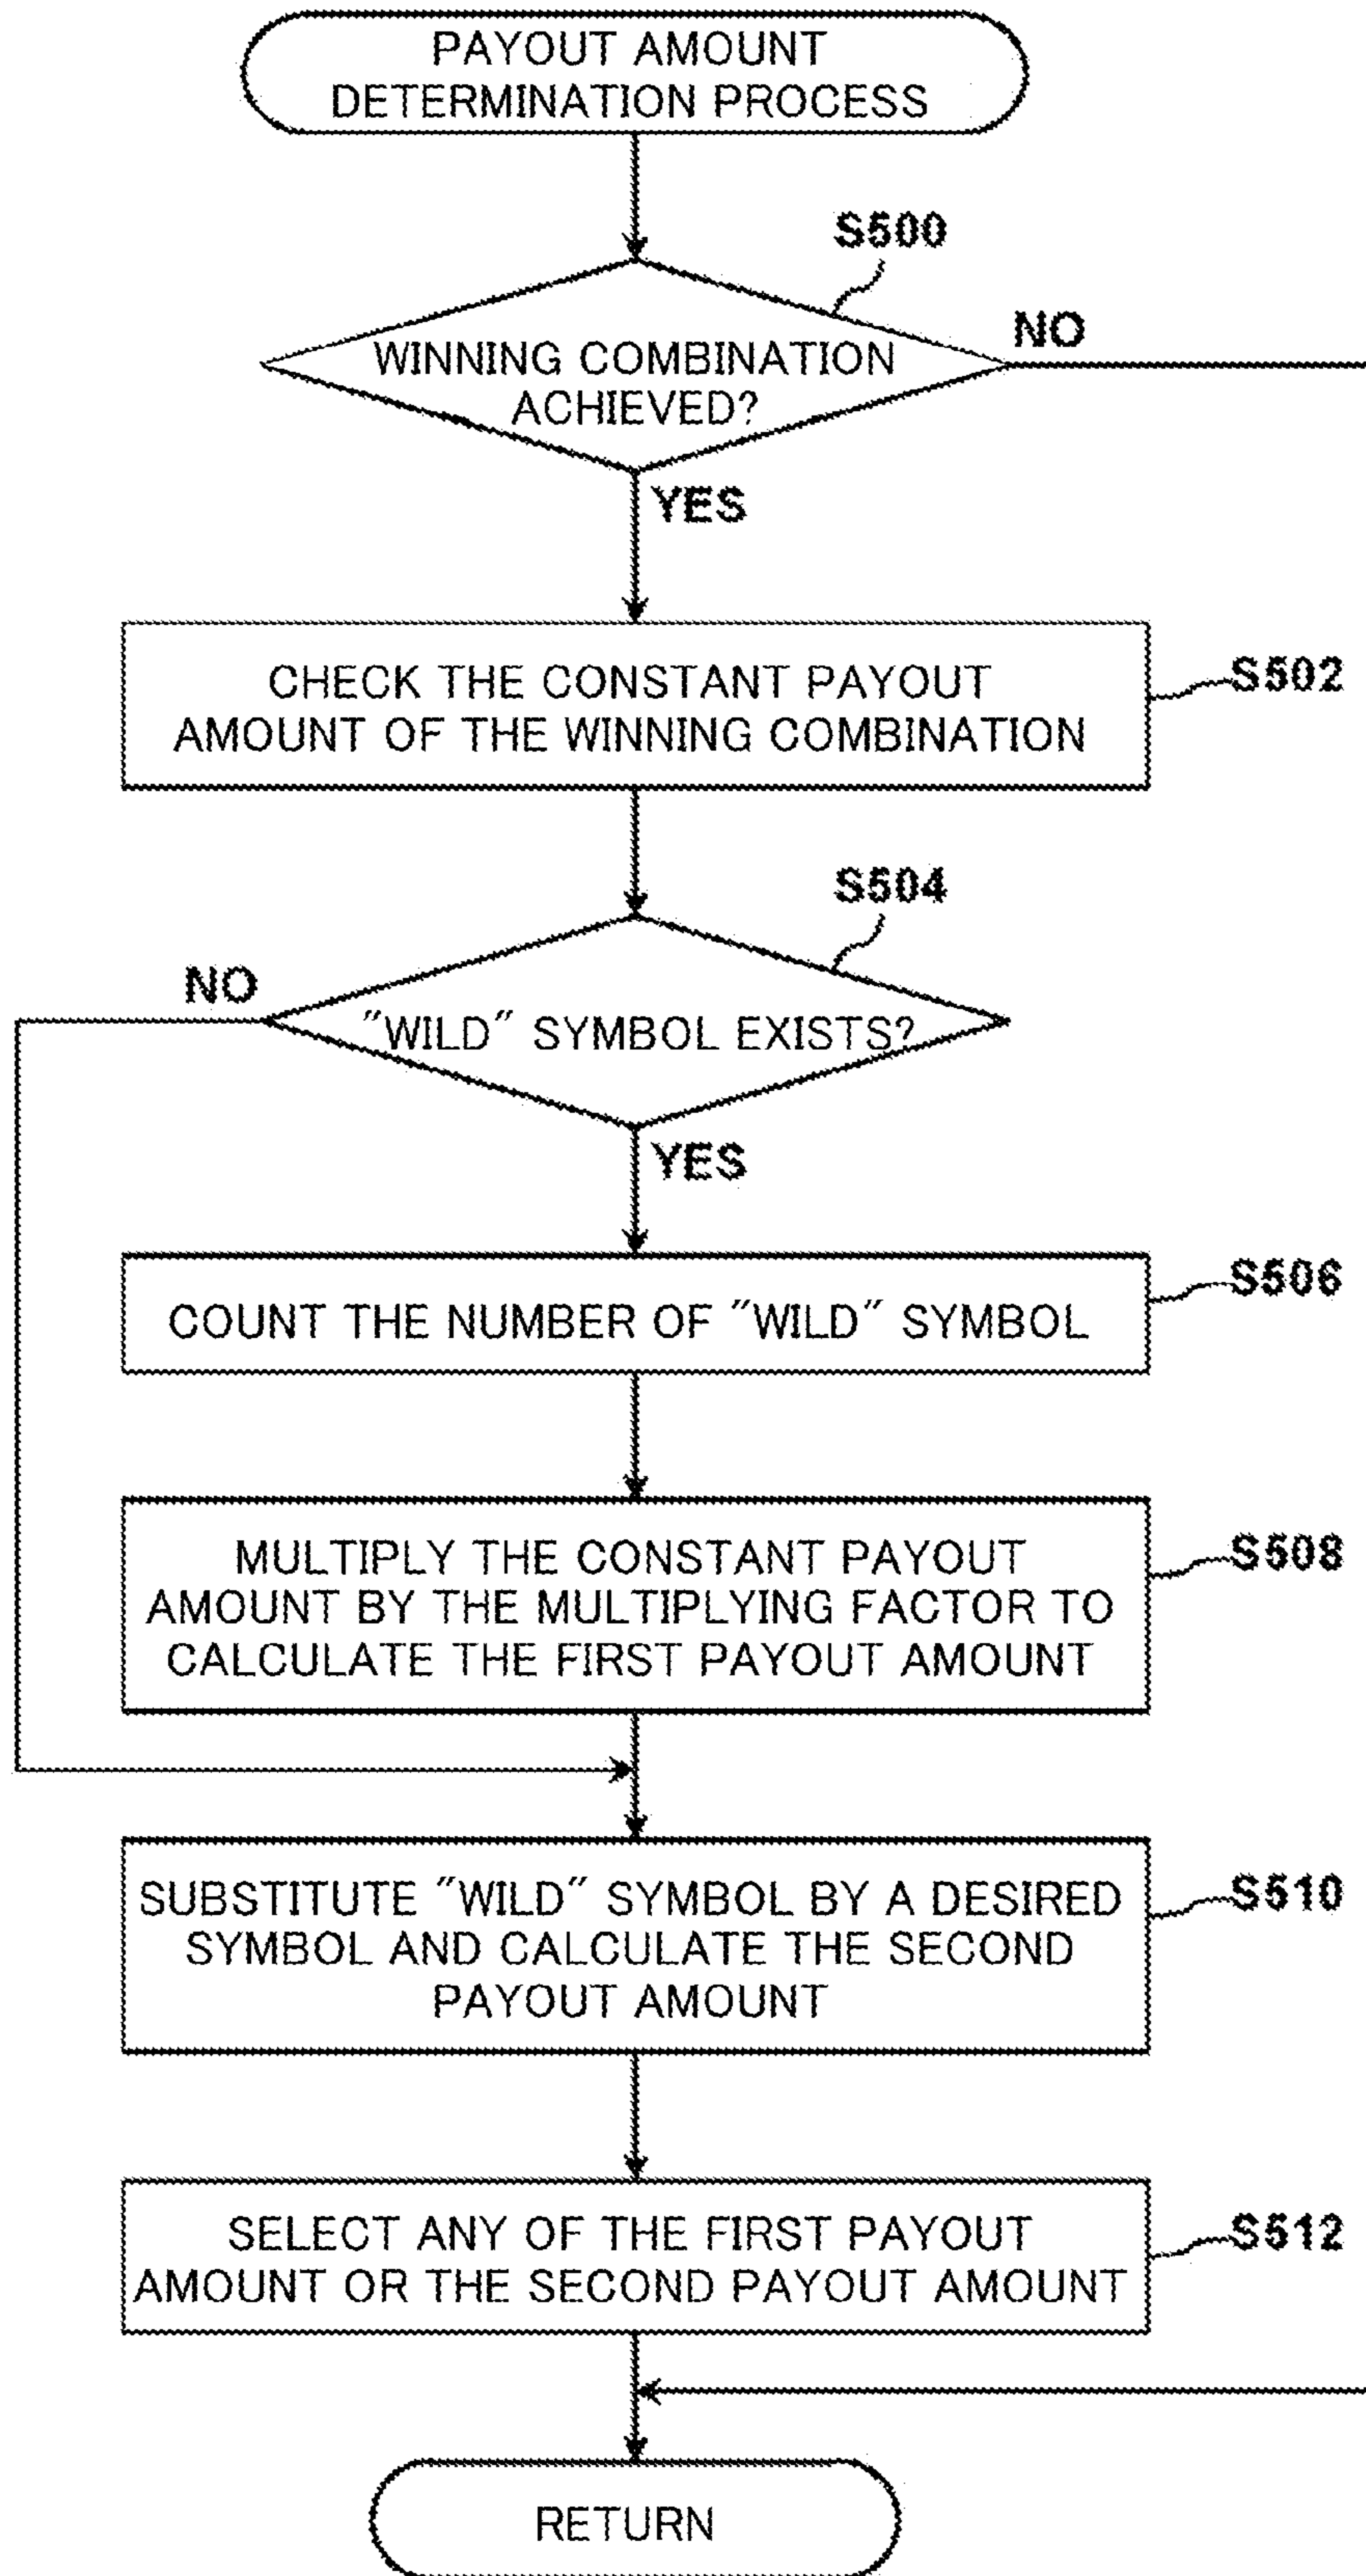 PAYOUT AMOUNT
DETERMINATION PROCESS
S500
NO
WINNING COMBINATION
ACHIEVED?
YES
CHECK THE CONSTANT PAYOUT
AMOUNT OF THE WINNING COMBINATION
S502
S504
NO
"WILD" SYMBOL EXISTS?
YES
COUNT THE NUMBER OF "WILD" SYMBOL
S506
MULTIPLY THE CONSTANT PAYOUT
AMOUNT BY THE MULTIPLYING FACTOR TO
CALCULATE THE FIRST PAYOUT AMOUNT
S508
SUBSTITUTE "WILD" SYMBOL BY A DESIRED
SYMBOL AND CALCULATE THE SECOND
PAYOUT AMOUNT
S510
SELECT ANY OF THE FIRST PAYOUT
AMOUNT OR THE SECOND PAYOUT AMOUNT
S512
RETURN